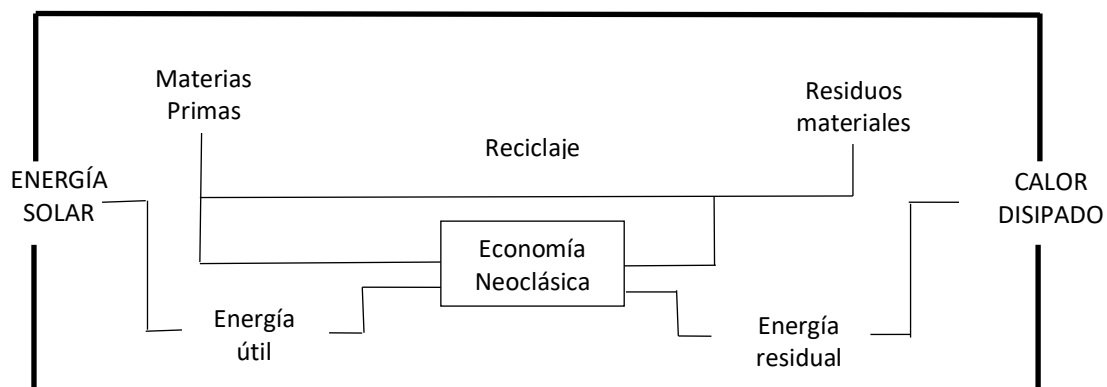 Materias
Primas
Residuos
materiales
Reciclaje
ENERGÍA
SOLAR
CALOR
DISIPADO
Economía
Neoclásica
Energía
útil
Energía
residual